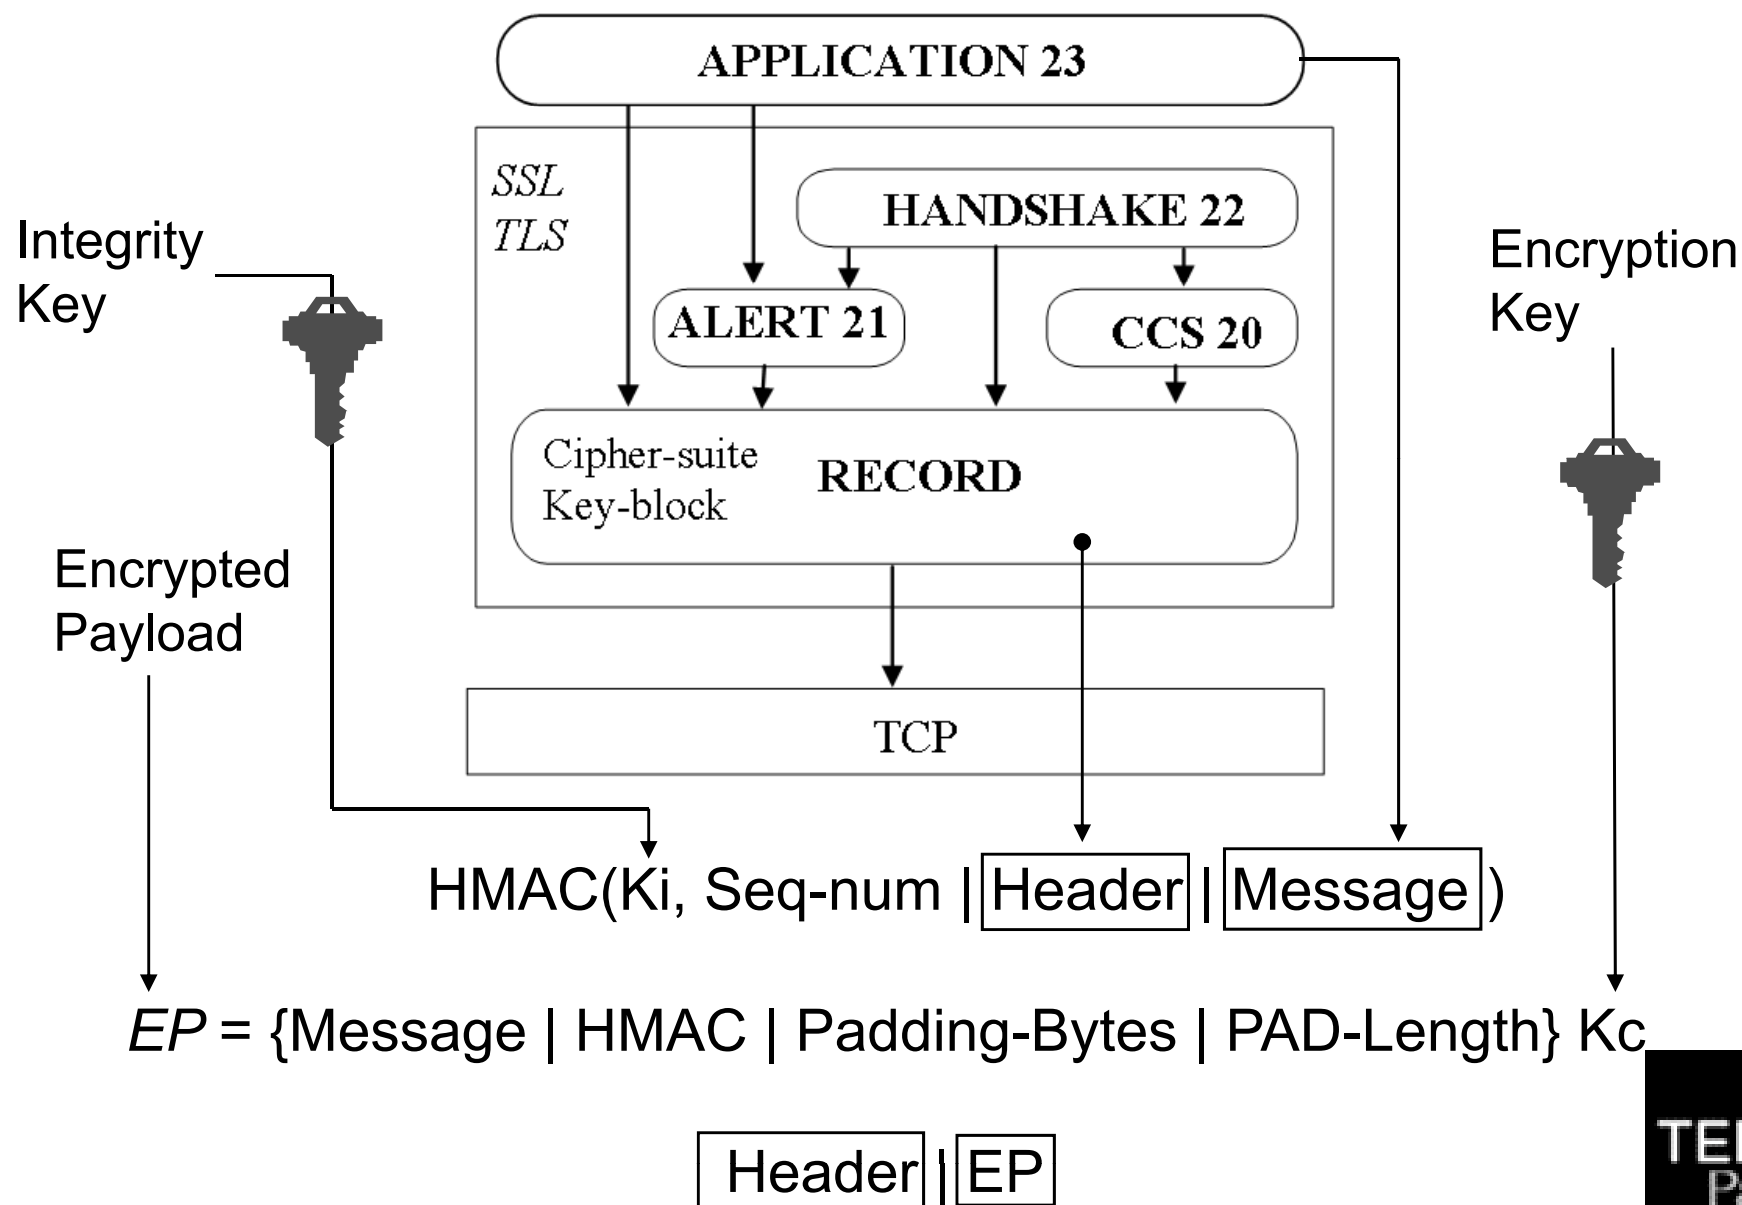 APPLICATION 23
SSL
TLS
HANDSHAKE 22
Integrity
Key
Encryption
Key
ALERT 21
CCS 20
Cipher-suite
Key-block
RECORD
Encrypted
Payload
TCP
HMAC(Ki, Seq-num | Header | Message )
EP = {Message | HMAC | Padding-Bytes | PAD-Length} Kc
Header | EP